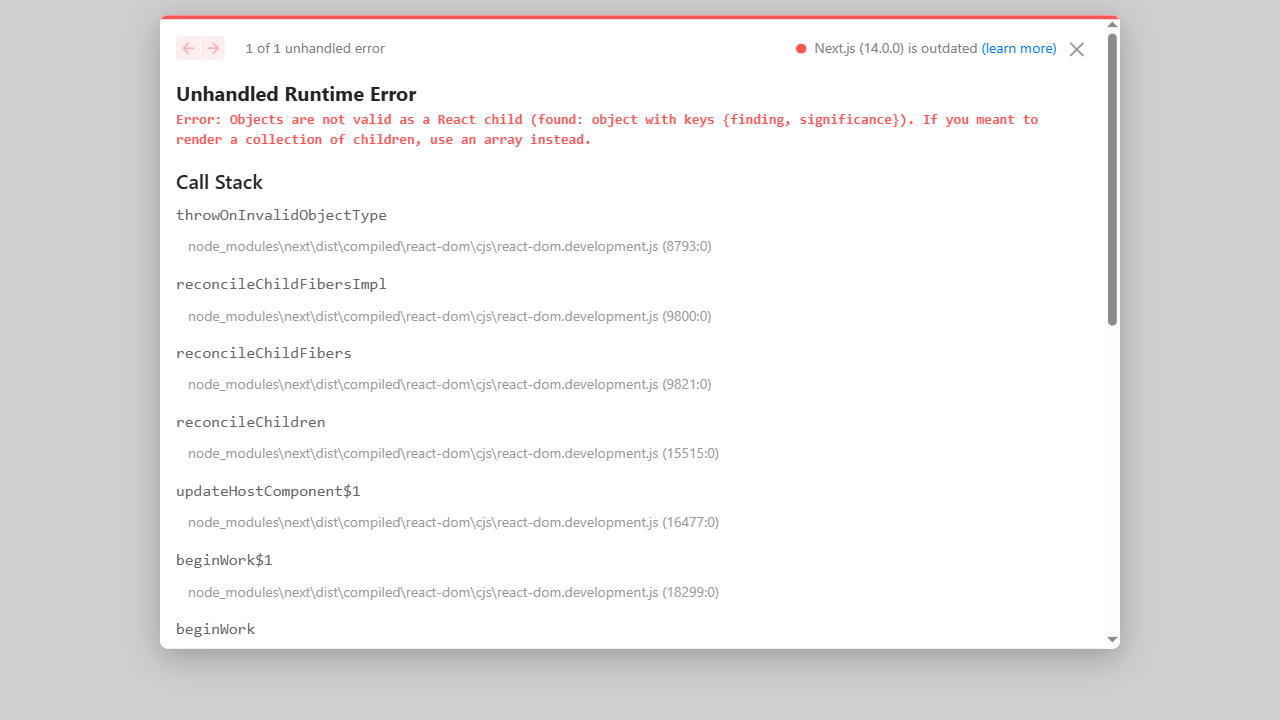 1 of 1 unhandled error
Next.js (14.0.0) is outdated (learn more)
Unhandled Runtime Error
Error: Objects are not valid as a React child (found: object with keys {finding, significance}). If you meant to
render a collection of children, use an array instead.
Call Stack
throwOnInvalidObjectType
node_modules\next\dist\compiled\react-dom\cjs\react-dom.development.js (8793:0)
reconcileChildFibersImpl
node_modules\next\dist\compiled\react-dom\cjs\react-dom.development.js (9800:0)
reconcileChildFibers
node_modules\next\dist\compiled\react-dom\cjs\react-dom.development.js (9821:0)
reconcileChildren
node_modules\next\dist\compiled\react-dom\cjs\react-dom.development.js (15515:0)
updateHostComponent$1
node_modules\next\dist\compiled\react-dom\cjs\react-dom.development.js (16477:0)
beginWork$1
node_modules\next\dist\compiled\react-dom\cjs\react-dom.development.js (18299:0)
beginWork